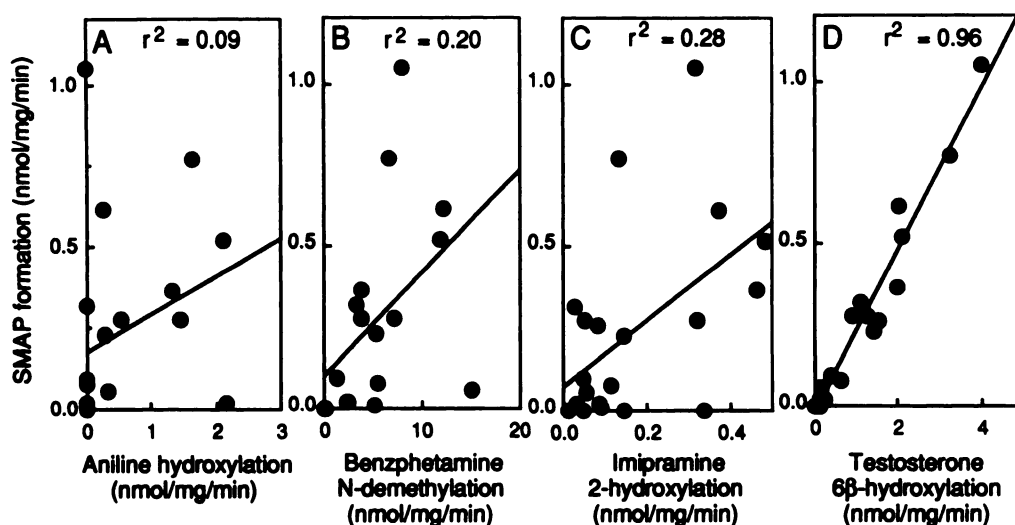 A
r² = 0.09
B
r² = 0.20
C
r² = 0.28
D
r² = 0.96
SMAP formation (nmol/mg/min)
1.0
0.5
0.0
1.0
0.5
0.0
1.0
0.5
0.0
1.0
0.5
0.0
0 1 2 3
0 10 20
0.0 0.2 0.4
0 2 4
Aniline hydroxylation
(nmol/mg/min)
Benzphetamine
N-demethylation
(nmol/mg/min)
Imipramine
2-hydroxylation
(nmol/mg/min)
Testosterone
6β-hydroxylation
(nmol/mg/min)